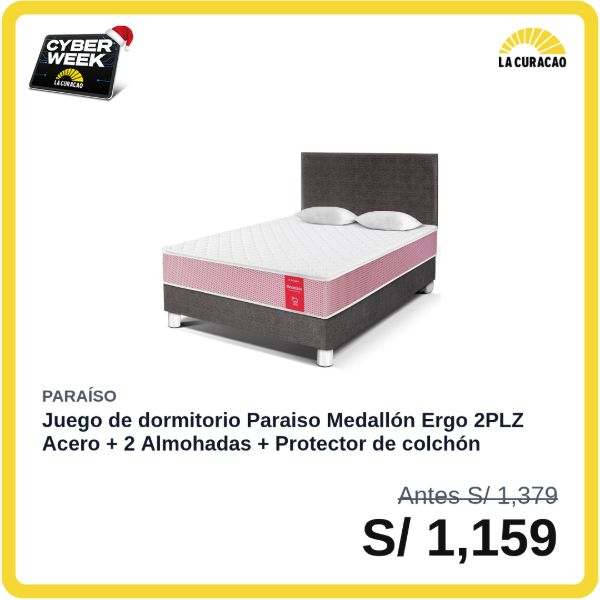 CYBER
WEEK
LA CURACAO
LA CURACAO
PARAÍSO
Juego de dormitorio Paraiso Medallón Ergo 2PLZ
Acero + 2 Almohadas + Protector de colchón
Antes S/ 1,379
S/ 1,159